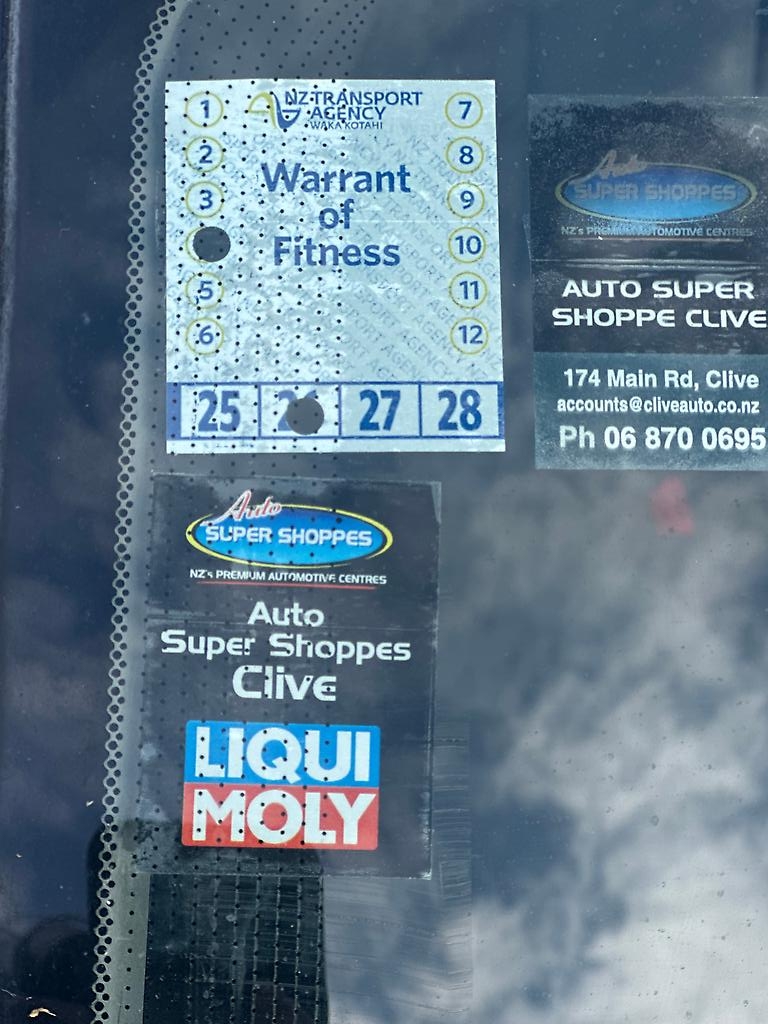 1
NZ TRANSPORT
AGENCY
WAKA KOTAHI
7
2
8
3
9
10
5
11
6
12
Warrant
of
Fitness
25
27
28
Auto
SUPER SHOPPES
NZ's PREMIUM AUTOMOTIVE CENTRES
AUTO SUPER
SHOPPE CLIVE
174 Main Rd, Clive
accounts@cliveauto.co.nz
Ph 06 870 0695
Auto
SUPER SHOPPES
NZ's PREMIUM AUTOMOTIVE CENTRES
Auto
Super Shoppes
Clive
LIQUI
MOLY